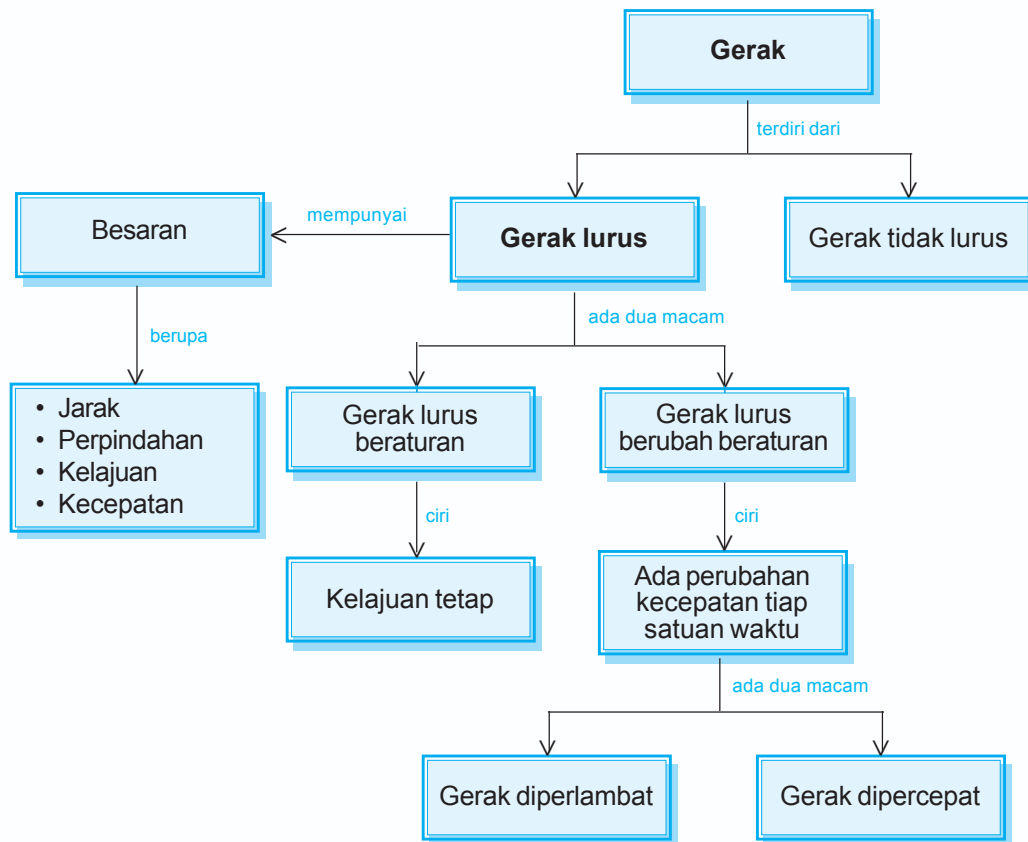 Gerak
terdiri dari
Besaran
mempunyai
Gerak lurus
Gerak tidak lurus
berupa
ada dua macam
• Jarak
• Perpindahan
• Kelajuan
• Kecepatan
Gerak lurus
beraturan
Gerak lurus
berubah beraturan
ciri
ciri
Kelajuan tetap
Ada perubahan
kecepatan tiap
satuan waktu
ada dua macam
Gerak diperlambat
Gerak dipercepat